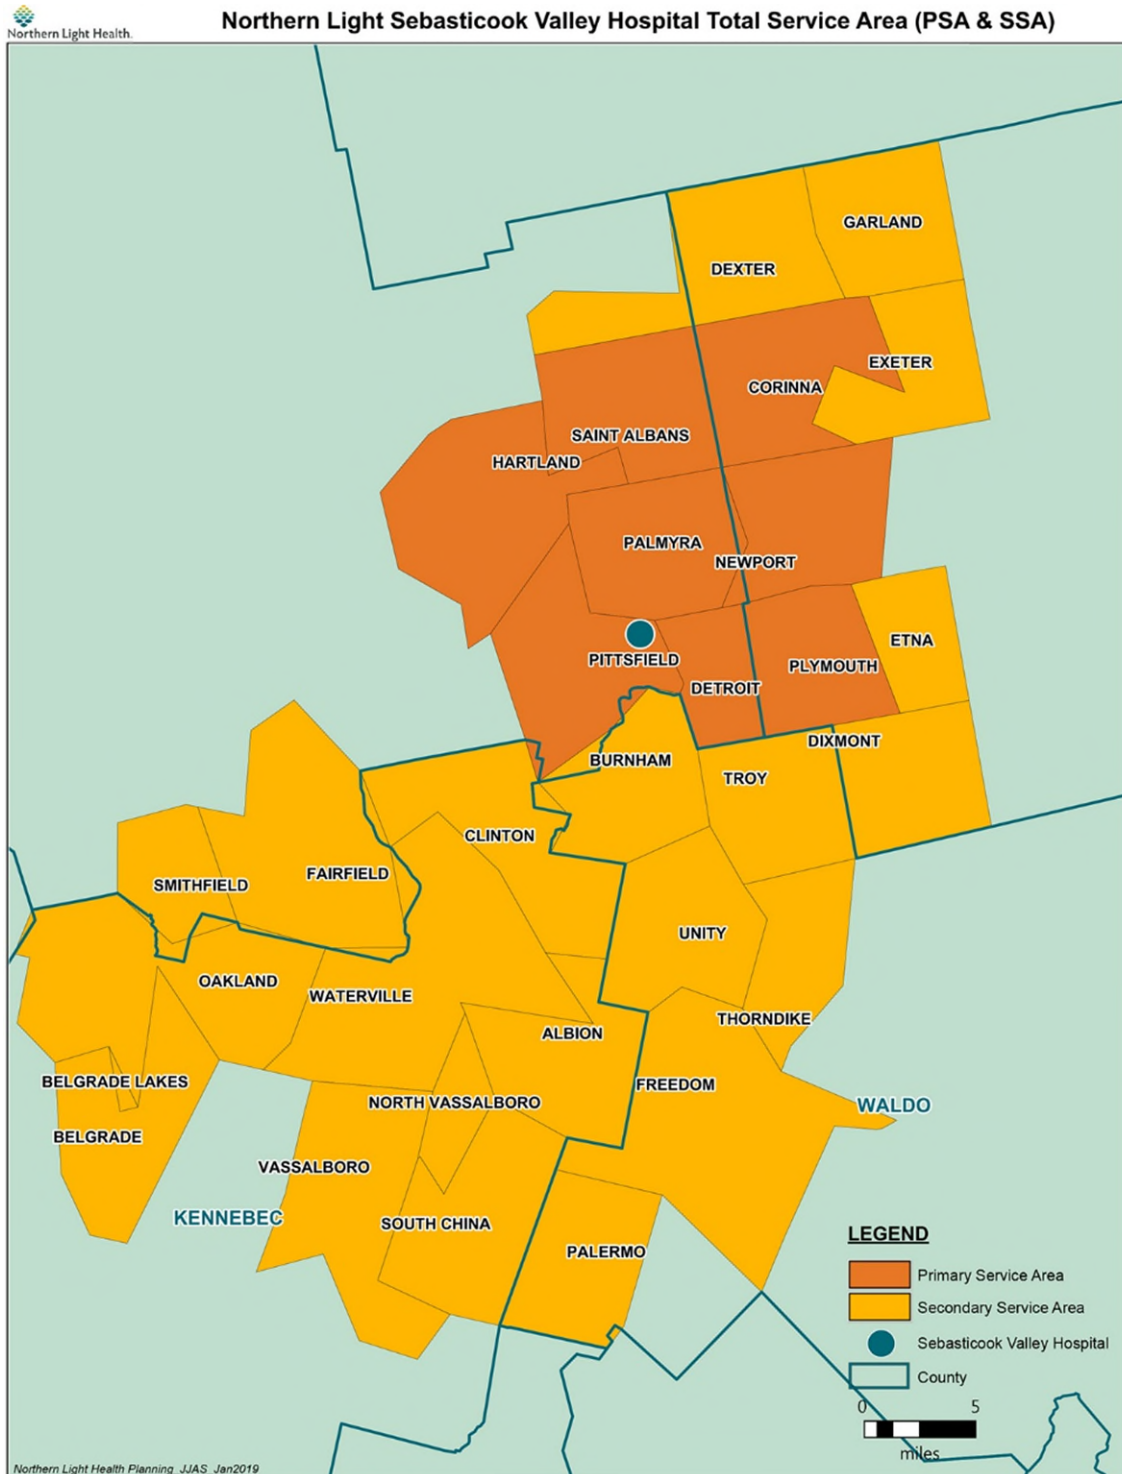 Northern Light Health.
Northern Light Sebasticook Valley Hospital Total Service Area (PSA & SSA)
GARLAND
DEXTER
EXETER
CORINNA
SAINT ALBANS
HARTLAND
PALMYRA
NEWPORT
ETNA
PITTSFIELD
PLYMOUTH
DETROIT
DIXMONT
BURNHAM
TROY
CLINTON
FAIRFIELD
SMITHFIELD
UNITY
OAKLAND
WATERVILLE
THORNDIKE
ALBION
BELGRADE LAKES
FREEDOM
NORTH VASSALBORO
WALDO
BELGRADE
VASSALBORO
KENNEBEC
SOUTH CHINA
PALERMO
LEGEND
Primary Service Area
Secondary Service Area
Sebasticook Valley Hospital
County
0 5
miles
Northern Light Health Planning JJAS Jan2019